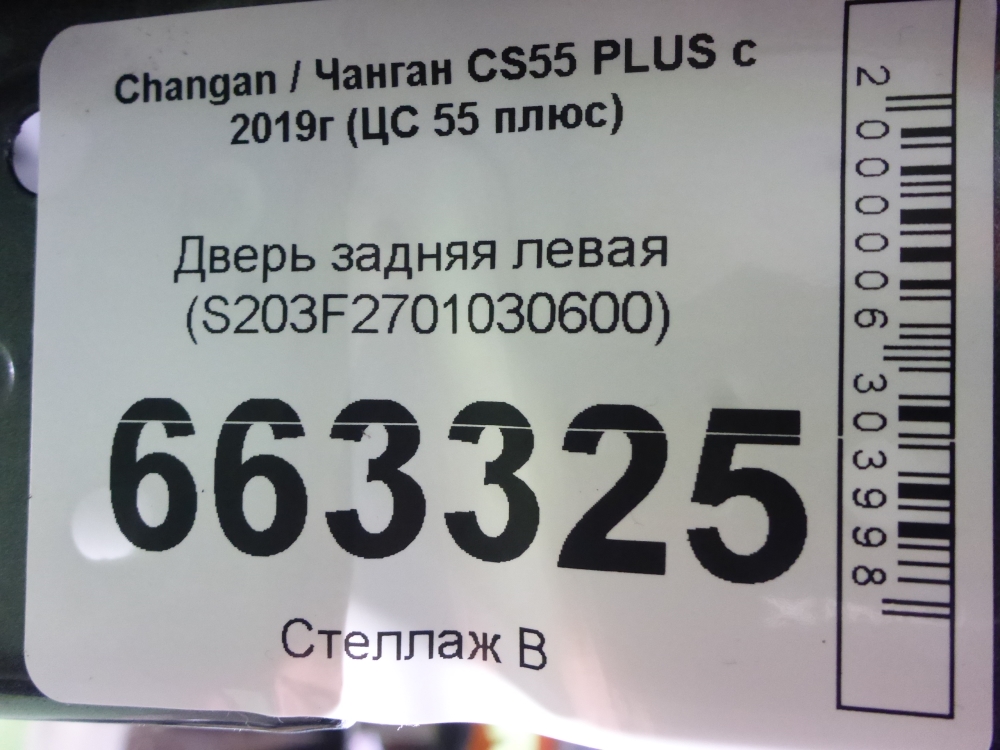 Changan / Чанган CS55 PLUS с
2019г (ЦС 55 плюс)
Дверь задняя левая
(S203F2701030600)
663325
Стеллаж В
2000006303998